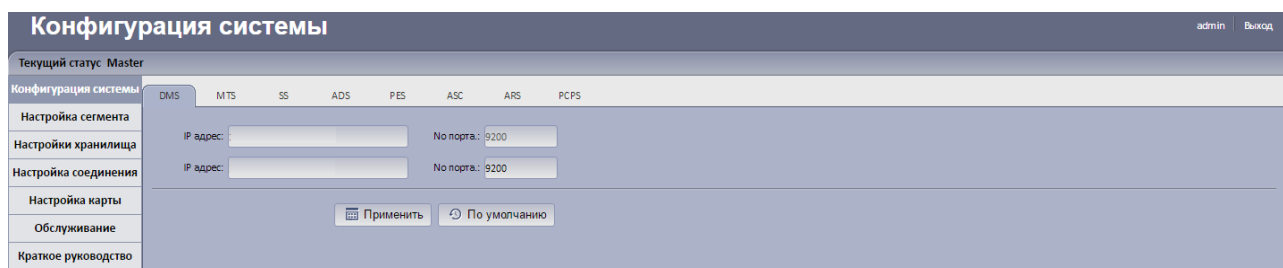 Конфигурация системы
admin Выход
Текущий статус Master
Конфигурация системы
DMS MTS SS ADS PES ASC ARS PCPS
Настройка сегмента
IP адрес: No порта.: 9200
Настройки хранилища
IP адрес: No порта.: 9200
Настройка соединения
Настройка карты
Применить По умолчанию
Обслуживание
Краткое руководство